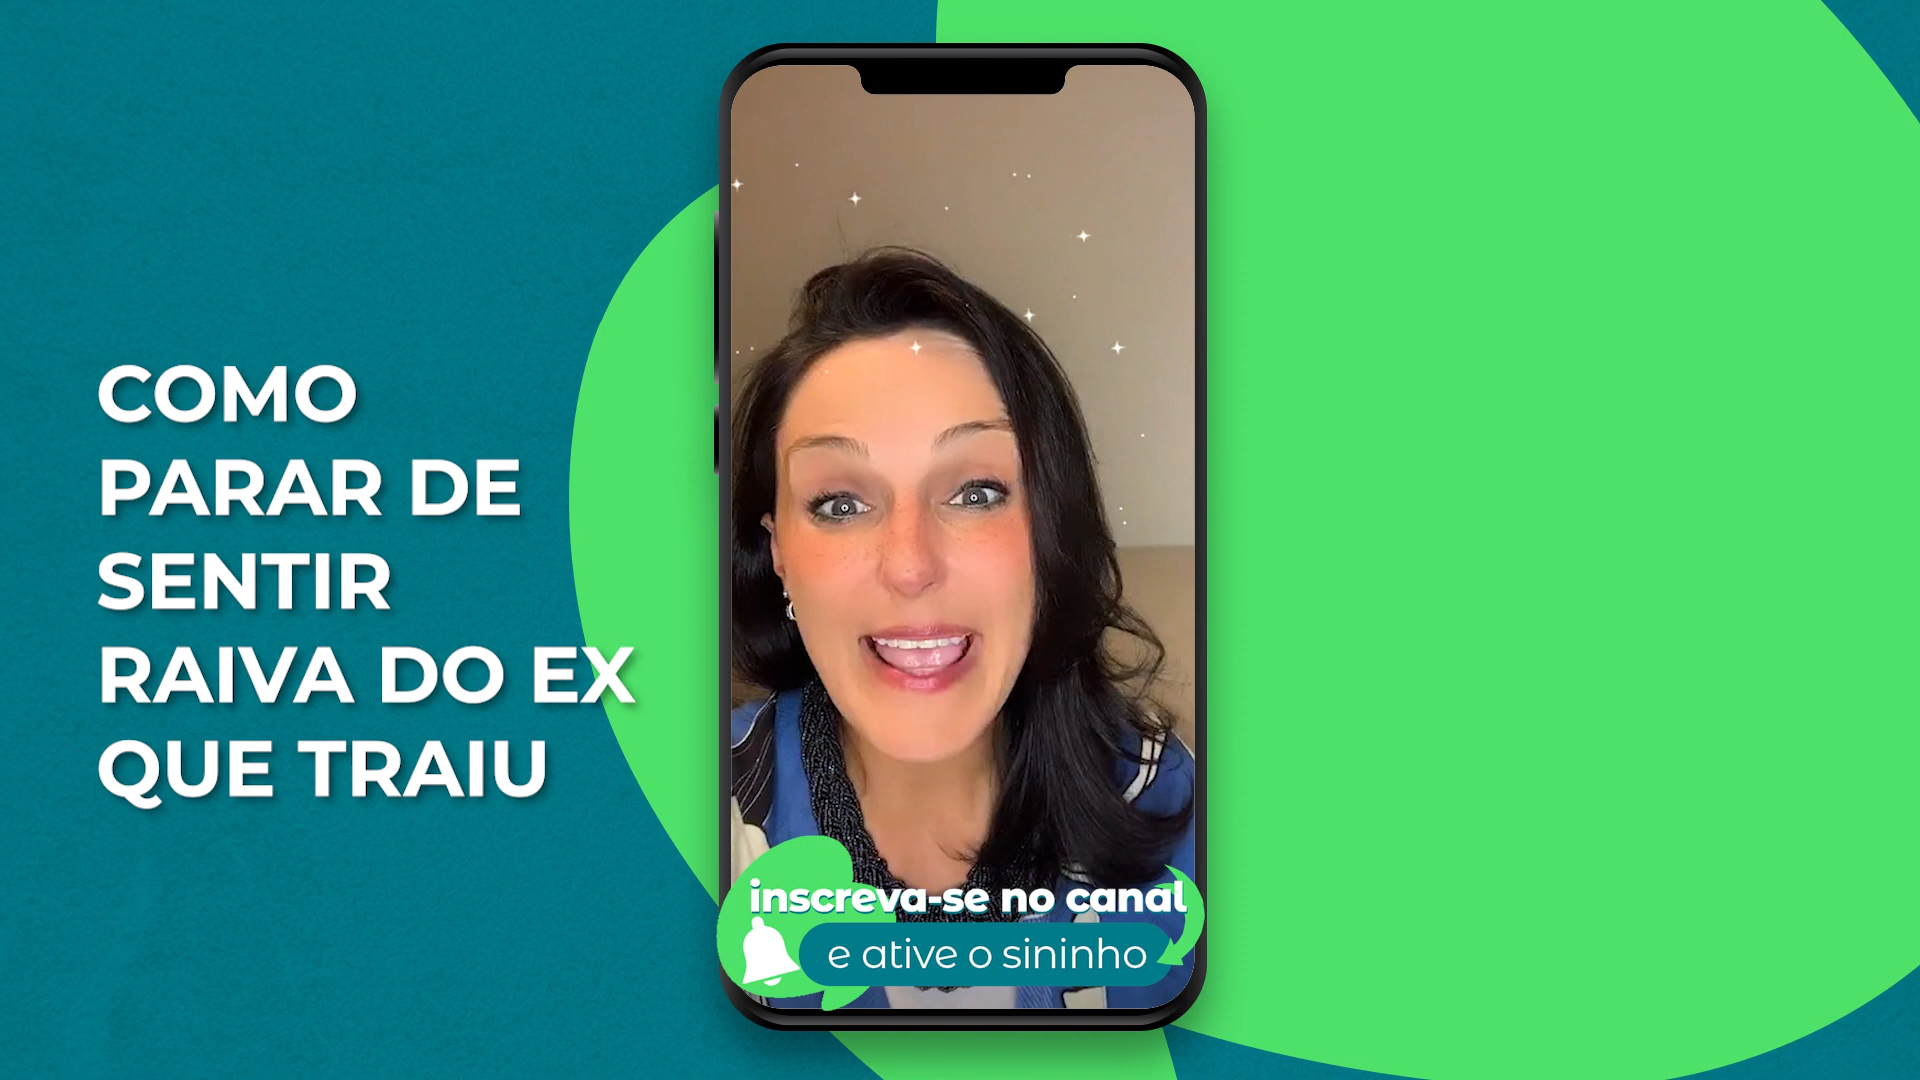 COMO
PARAR DE
SENTIR
RAIVA DO EX
QUE TRAIU
inscreva-se no canal
e ative o sininho